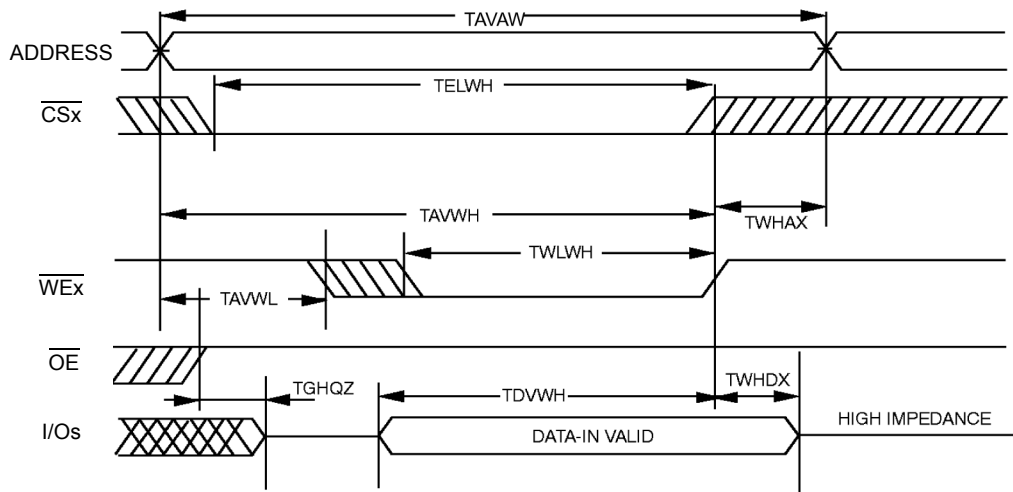 TAVAW
ADDRESS
TELWH
CSx
TAVWH
TWHAX
TWLWH
WEx
TAVWL
OE
TGHQZ
TDVWH
TWHDX
I/Os
DATA-IN VALID
HIGH IMPEDANCE